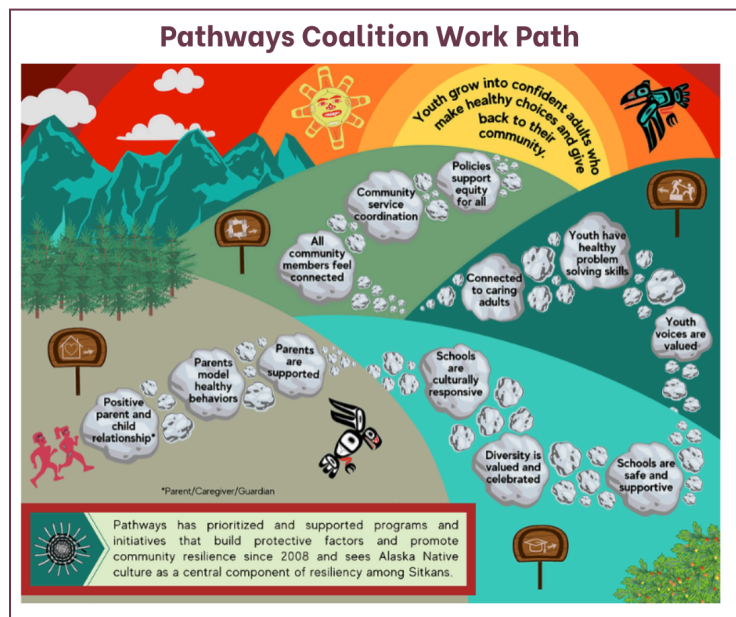 Pathways Coalition Work Path
Youth grow into confident adults who
make healthy choices and give
back to their
community.
Policies
support
equity
for all
Community
service
coordination
All
community
members feel
connected
Youth have
healthy
problem
solving skills
Connected
to caring
adults
Youth
voices are
valued
Parents
are
supported
Parents
model
healthy
behaviors
Positive
parent and
child
relationship*
Schools
are
culturally
responsive
Diversity is
valued and
celebrated
Schools are
safe and
supportive
*Parent/Caregiver/Guardian
Pathways has prioritized and supported programs and
initiatives that build protective factors and promote
community resilience since 2008 and sees Alaska Native
culture as a central component of resiliency among Sitkans.